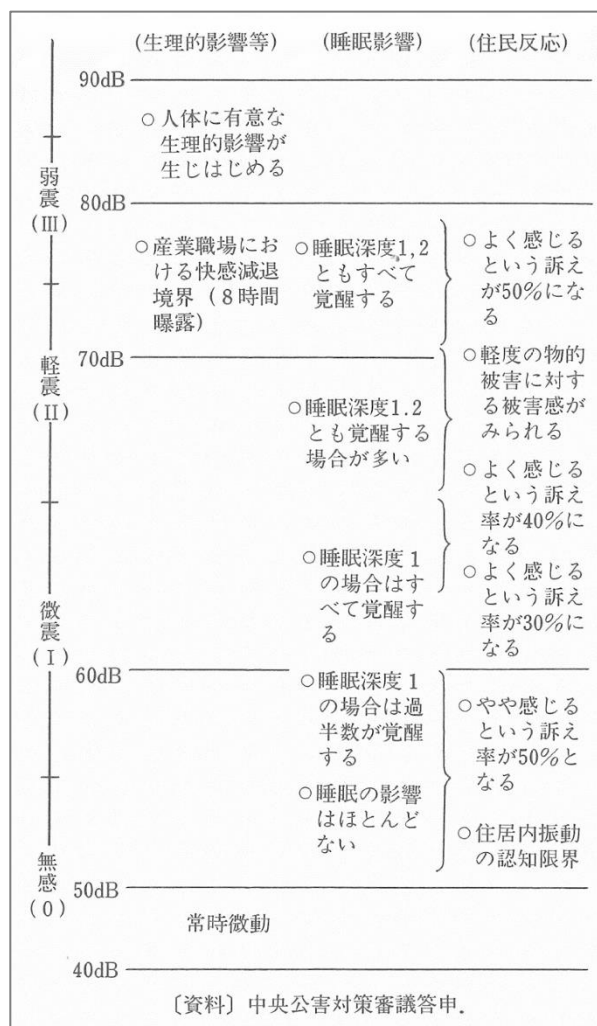 (生理的影響等) (睡眠影響) (住民反応)
90dB
○ 人体に有意な
生理的影響が
生じはじめる
弱震
(III)
80dB
○ 産業職場にお
ける快感減退
境界 (8時間
曝露)
○ 睡眠深度1,2
ともすべて
覚醒する
○ よく感じる
という訴え
が50%にな
る
70dB
軽震
(II)
○ 睡眠深度1.2
とも覚醒する
場合が多い
○ 軽度の物的
被害に対す
る被害感が
みられる
○ よく感じる
という訴え
率が40%に
なる
○ 睡眠深度1
の場合はす
べて覚醒す
る
○ よく感じる
という訴え
率が30%に
なる
微震
(I)
60dB
○ 睡眠深度1
の場合は過
半数が覚醒
する
○ やや感じる
という訴え
率が50%と
なる
○ 睡眠の影響
はほとんど
ない
○ 住居内振動
の認知限界
無感
(0)
50dB
常時微動
40dB
〔資料〕 中央公害対策審議答申.